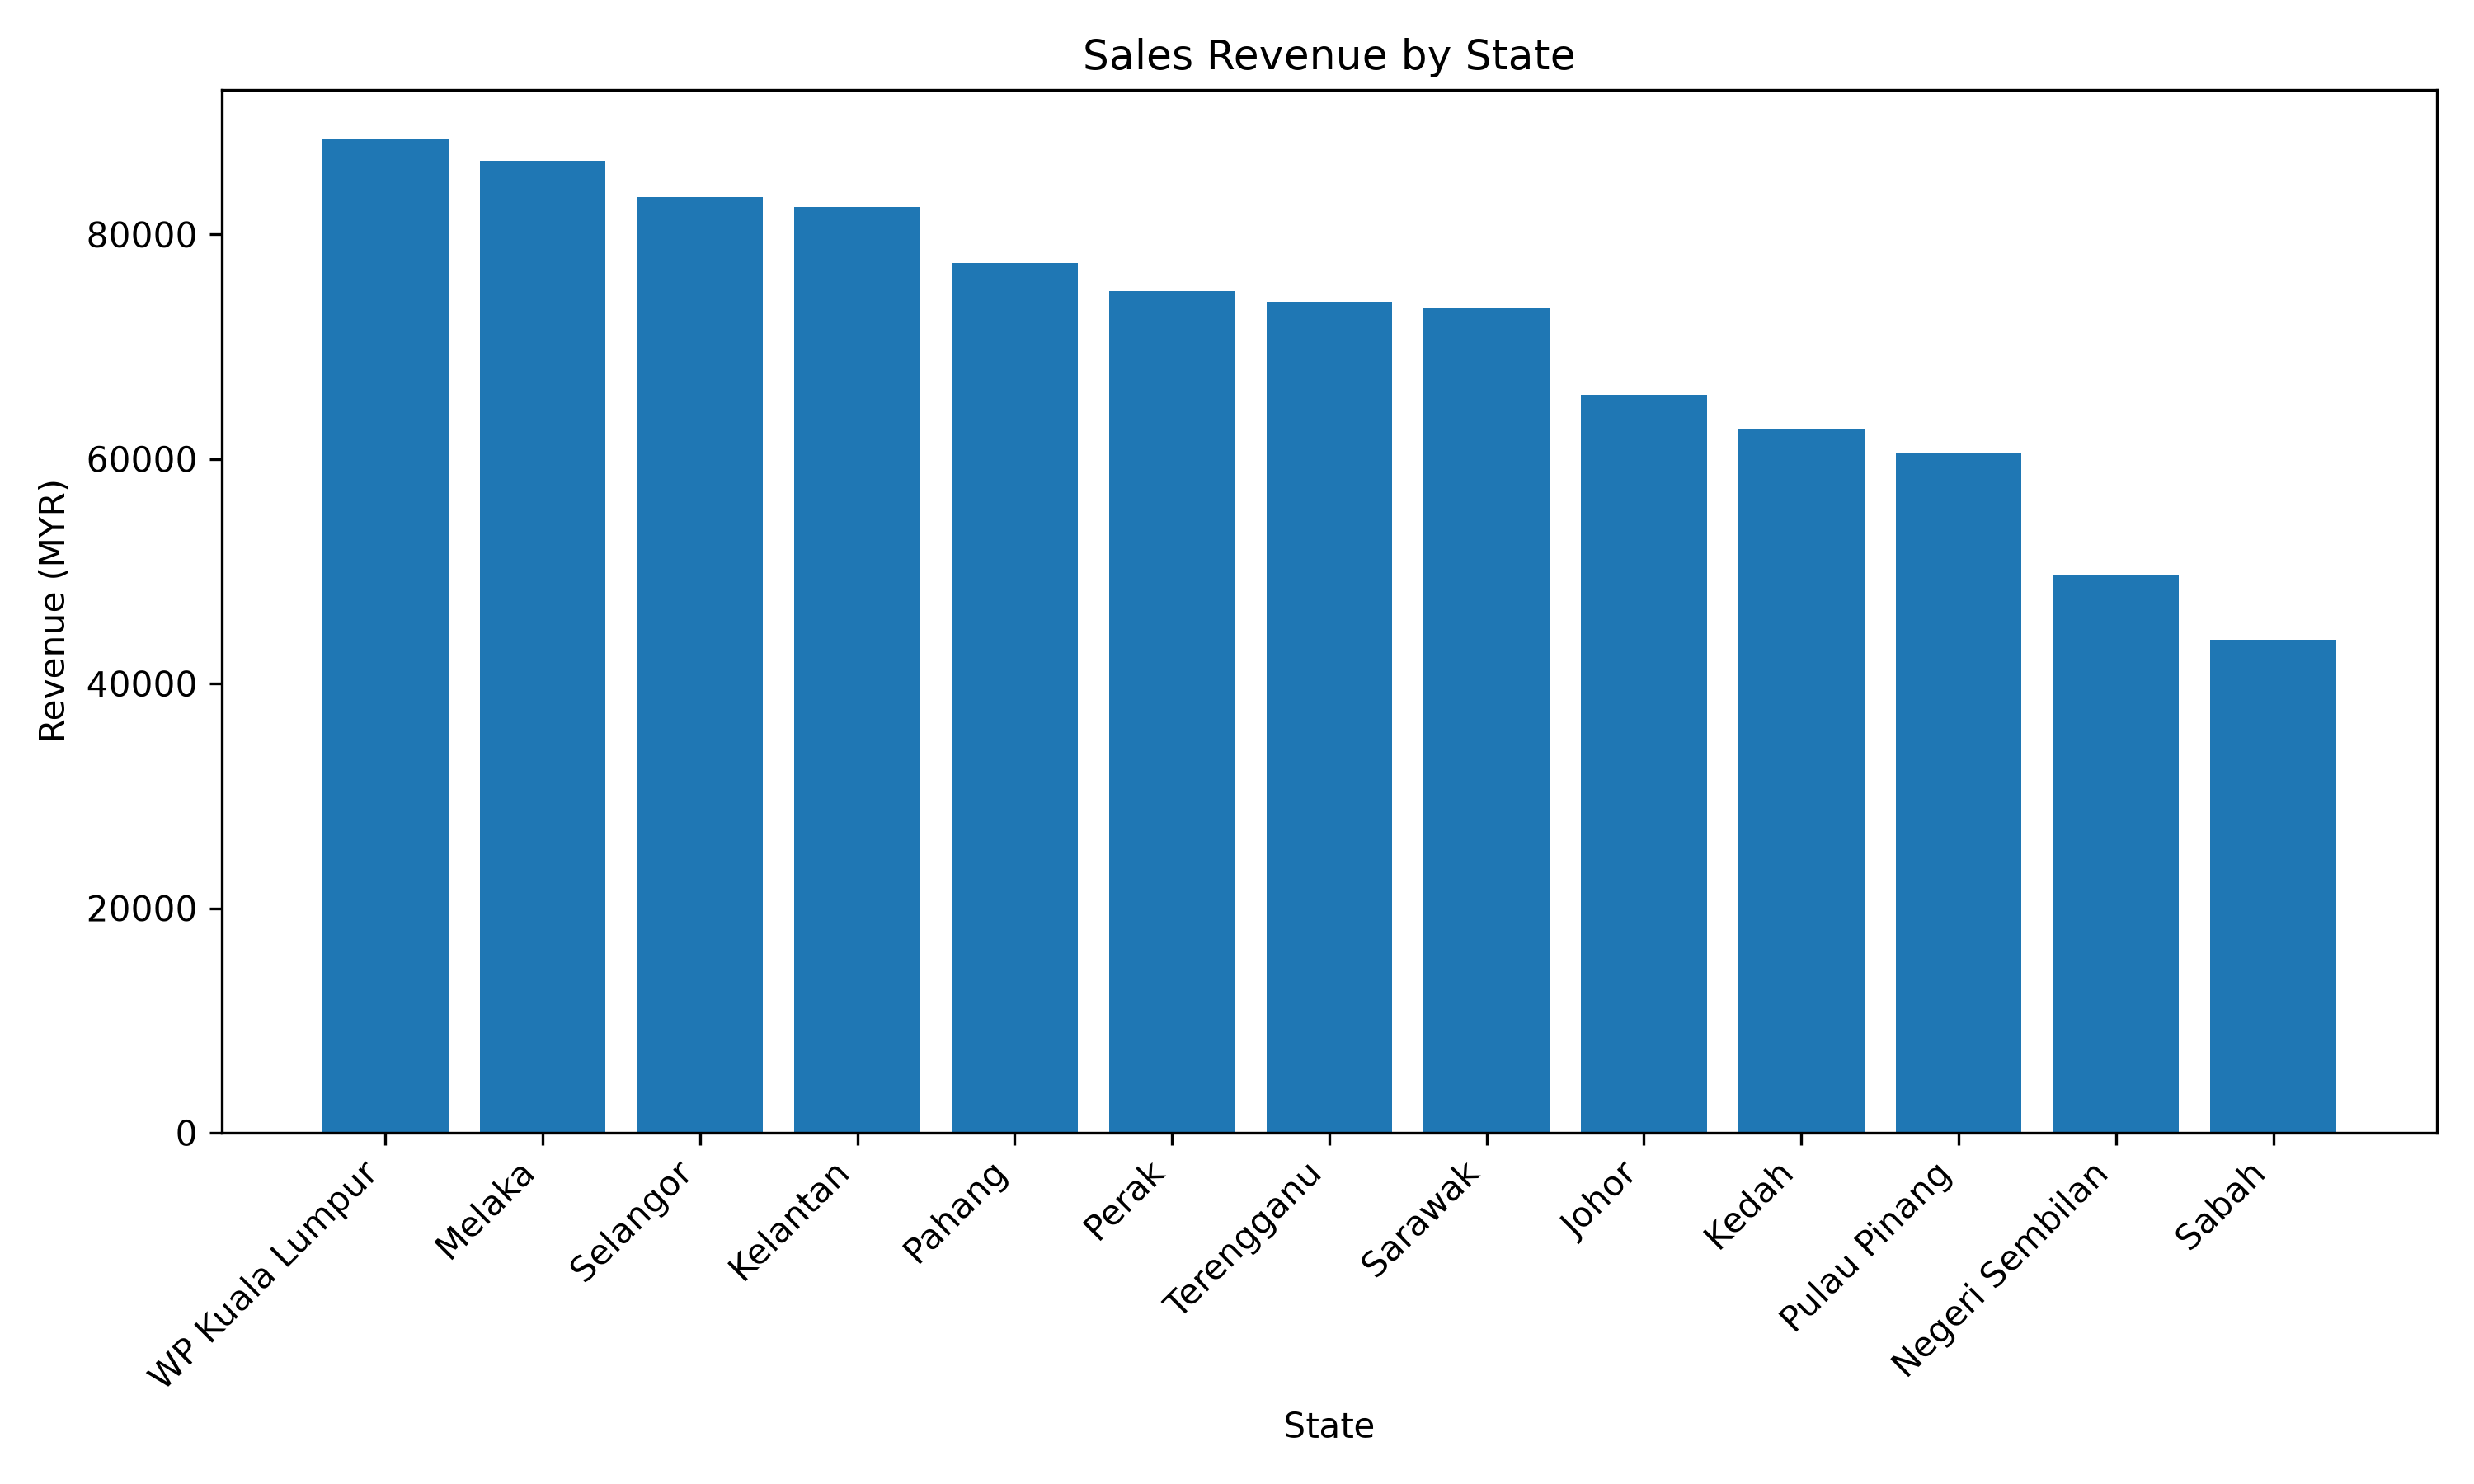 Sales Revenue by State
Revenue (MYR)
80000
60000
40000
20000
0
WP Kuala Lumpur
Melaka
Selangor
Kelantan
Pahang
Perak
Terengganu
Sarawak
Johor
Kedah
Pulau Pinang
Negeri Sembilan
Sabah
State